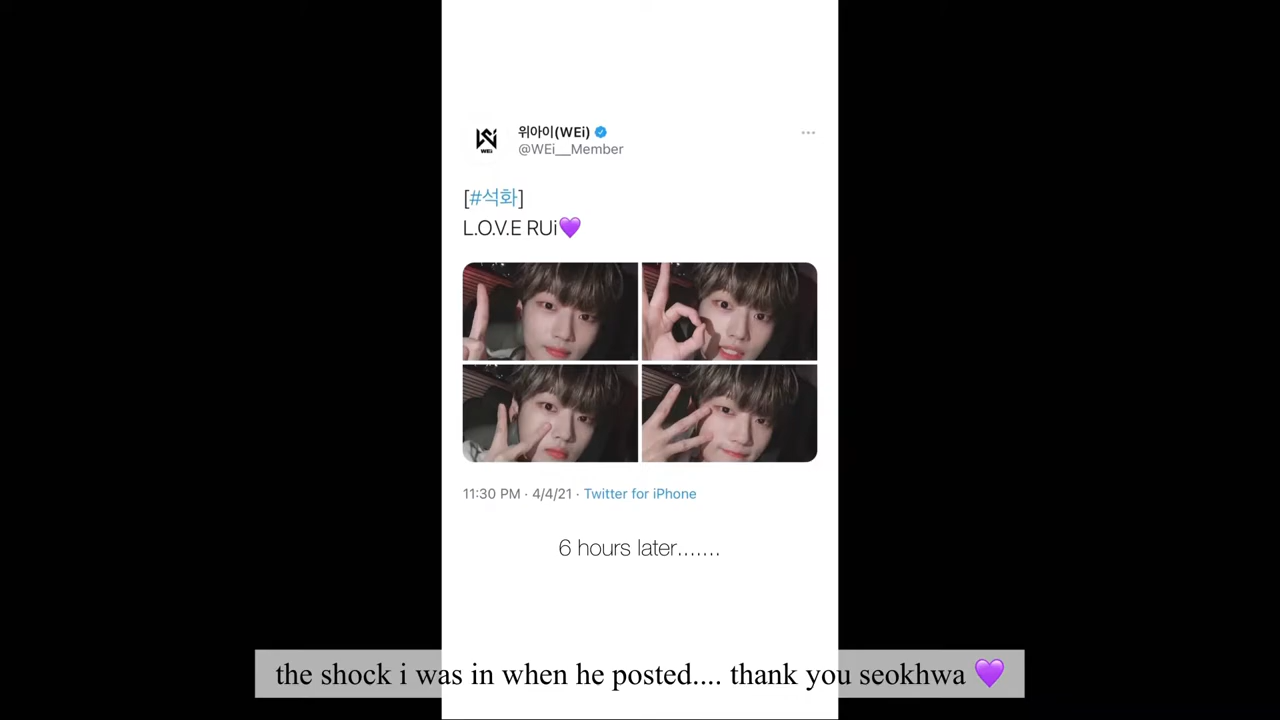 위아이(WEi)
WEi
@WEi__Member
[#석화]
L.O.V.E RUi💜
11:30 PM · 4/4/21 · Twitter for iPhone
6 hours later.......
the shock i was in when he posted.... thank you seokhwa 💜